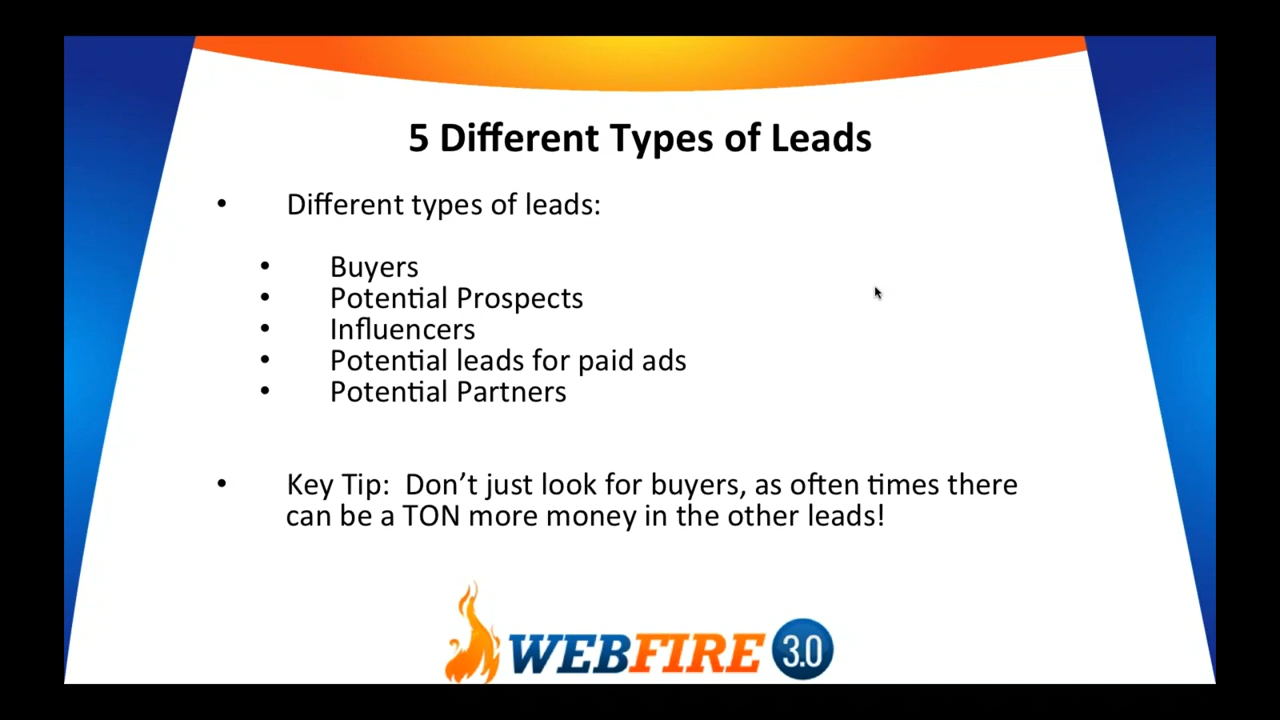 5 Different Types of Leads
• Different types of leads:
• Buyers
• Potential Prospects
• Influencers
• Potential leads for paid ads
• Potential Partners
• Key Tip:  Don’t just look for buyers, as often times there
can be a TON more money in the other leads!
WEBFIRE 3.0